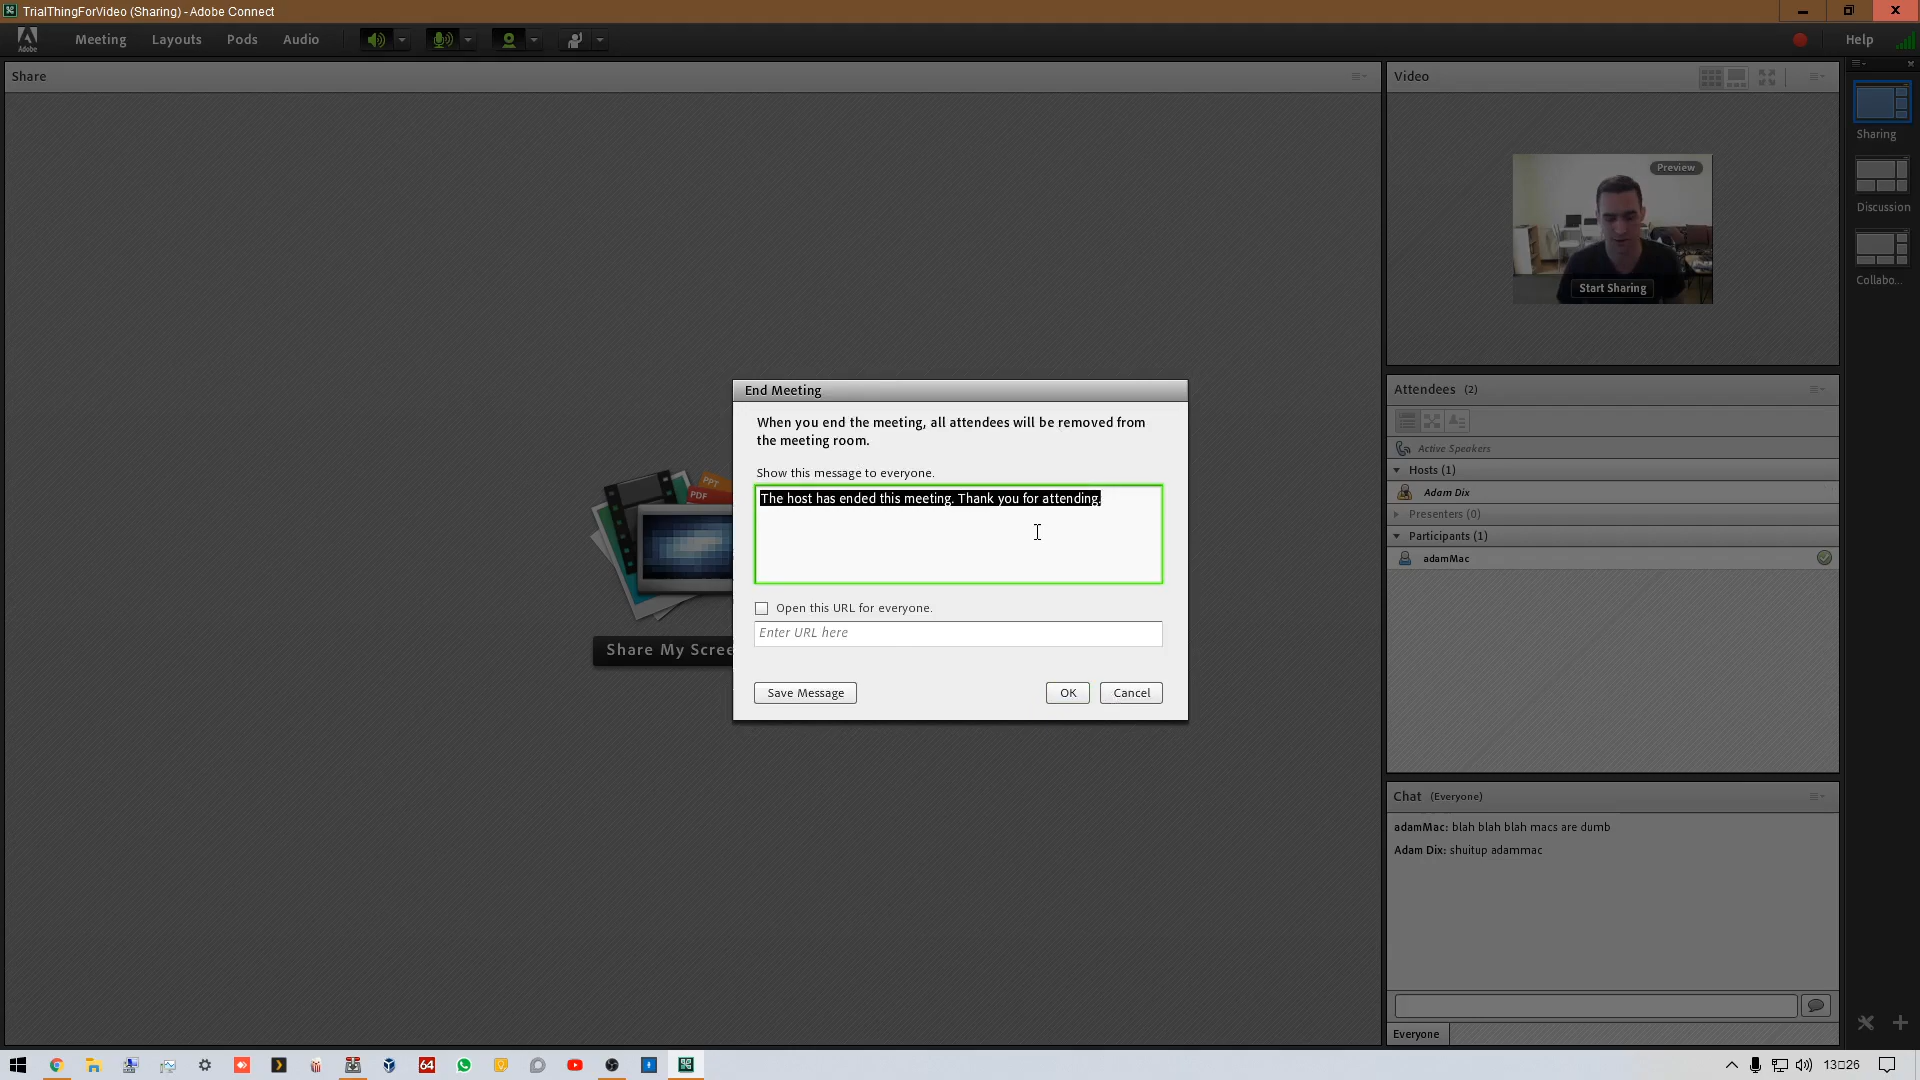 TrialThingForVideo (Sharing) - Adobe Connect
Adobe
Meeting
Layouts
Pods
Audio
Help
Share
Video
Preview
Start Sharing
Sharing
Discussion
Collabo...
PPT
PDF
Share My Scree
End Meeting
When you end the meeting, all attendees will be removed from
the meeting room.
Show this message to everyone.
The host has ended this meeting. Thank you for attending.
Open this URL for everyone.
Enter URL here
Save Message
OK
Cancel
Attendees (2)
Active Speakers
Hosts (1)
Adam Dix
Presenters (0)
Participants (1)
adamMac
Chat (Everyone)
adamMac: blah blah blah macs are dumb
Adam Dix: shuitup adammac
Everyone
64
13□26